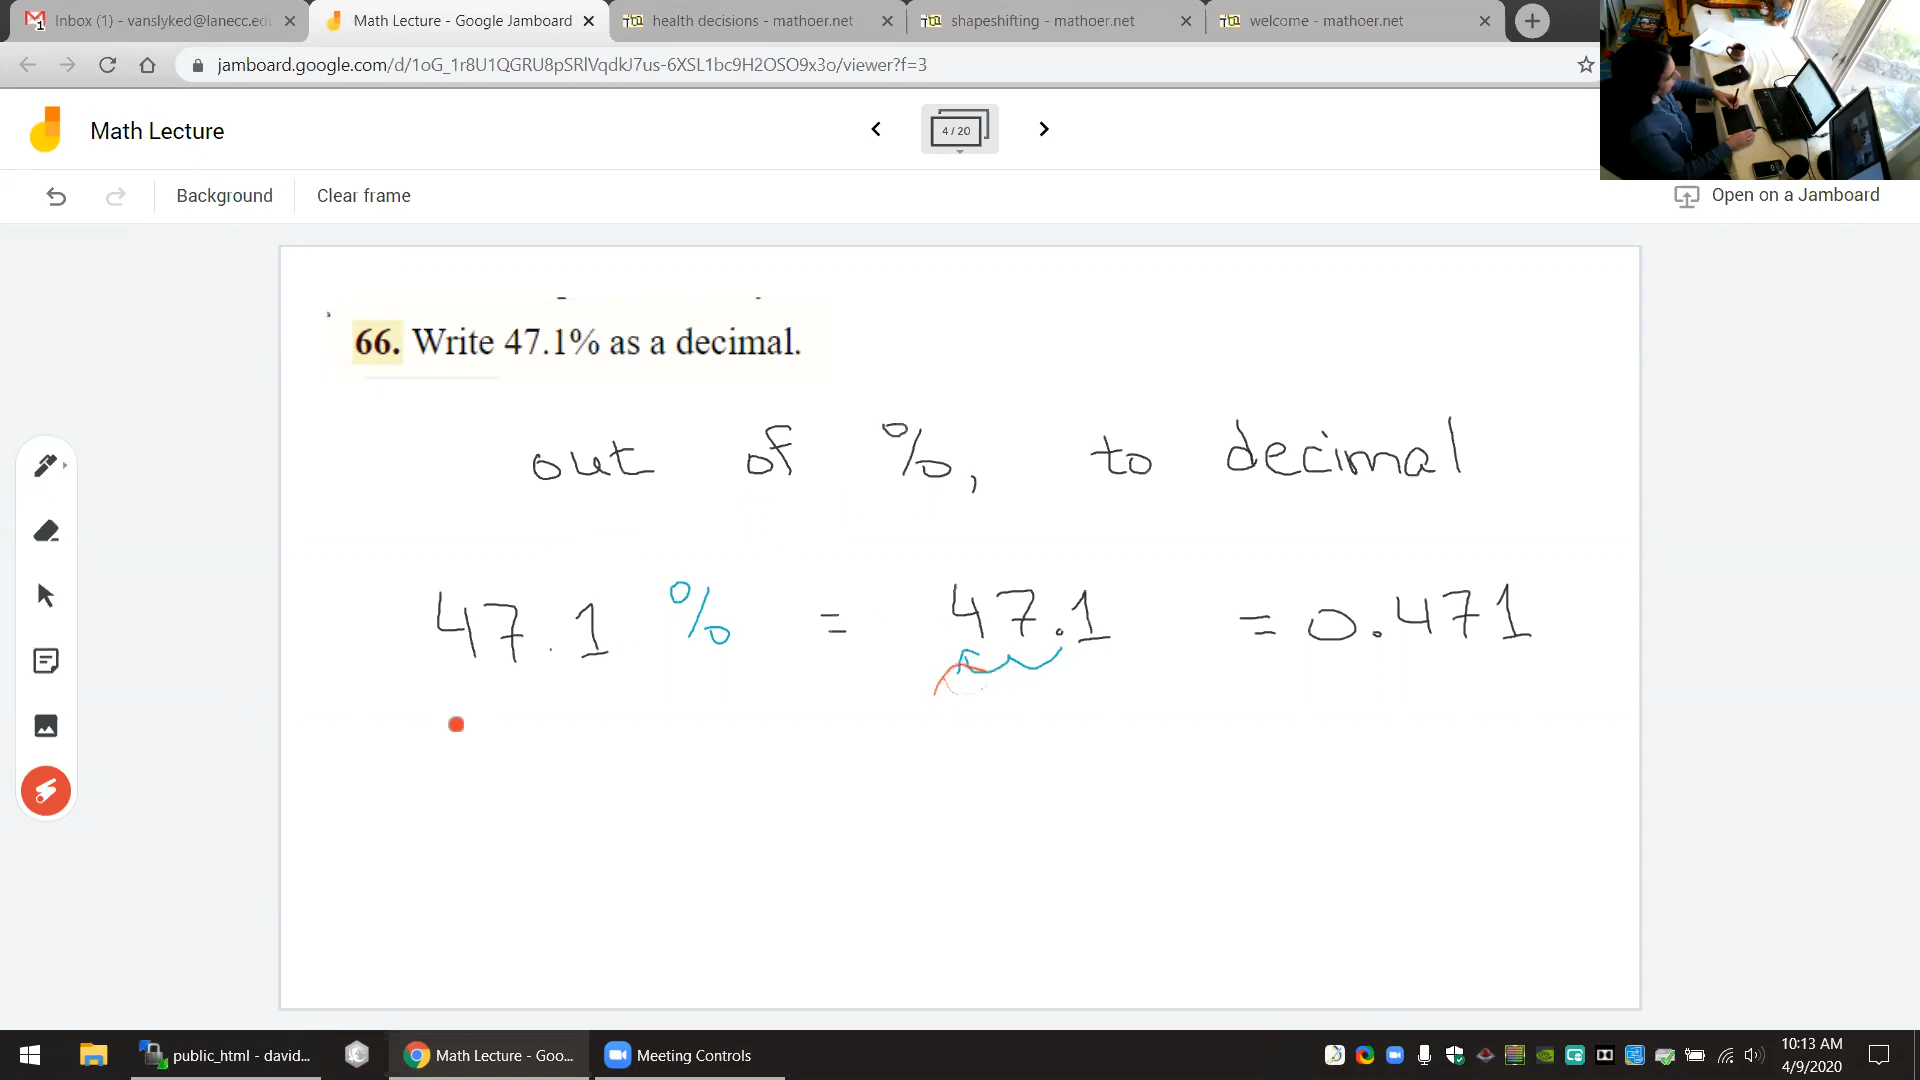 Inbox (1) - vanslyked@lanecc.edu
Math Lecture - Google Jamboard
health decisions - mathoer.net
shapeshifting - mathoer.net
welcome - mathoer.net
jamboard.google.com/d/1oG_1r8U1QGRU8pSRlVqdkJ7us-6XSL1bc9H2OSO9x3o/viewer?f=3
Math Lecture
4 / 20
Background
Clear frame
Open on a Jamboard
66. Write 47.1% as a decimal.
out of %, to decimal
47.1 % = 47.1 = 0.471
public_html - david...
Math Lecture - Goo...
Meeting Controls
10:13 AM
4/9/2020